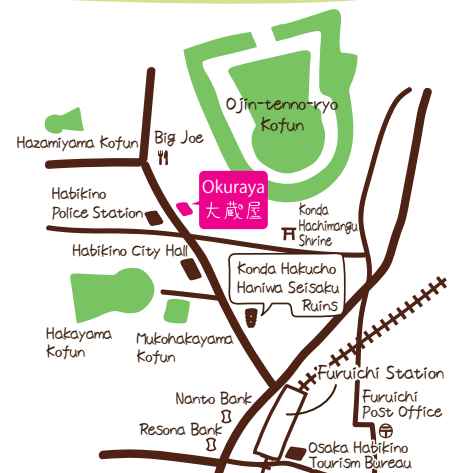 Ojin-tenno-ryo
Kofun
Hazamiyama Kofun
Big Joe
Okuraya
大蔵屋
Habikino
Police Station
Konda
Hachimangu
Shrine
Habikino City Hall
Konda Hakucho
Haniwa Seisaku
Ruins
Hakayama
Kofun
Mukohakayama
Kofun
Furuichi Station
Nanto Bank
Furuichi
Post Office
Resona Bank
Osaka Habikino
Tourism Bureau